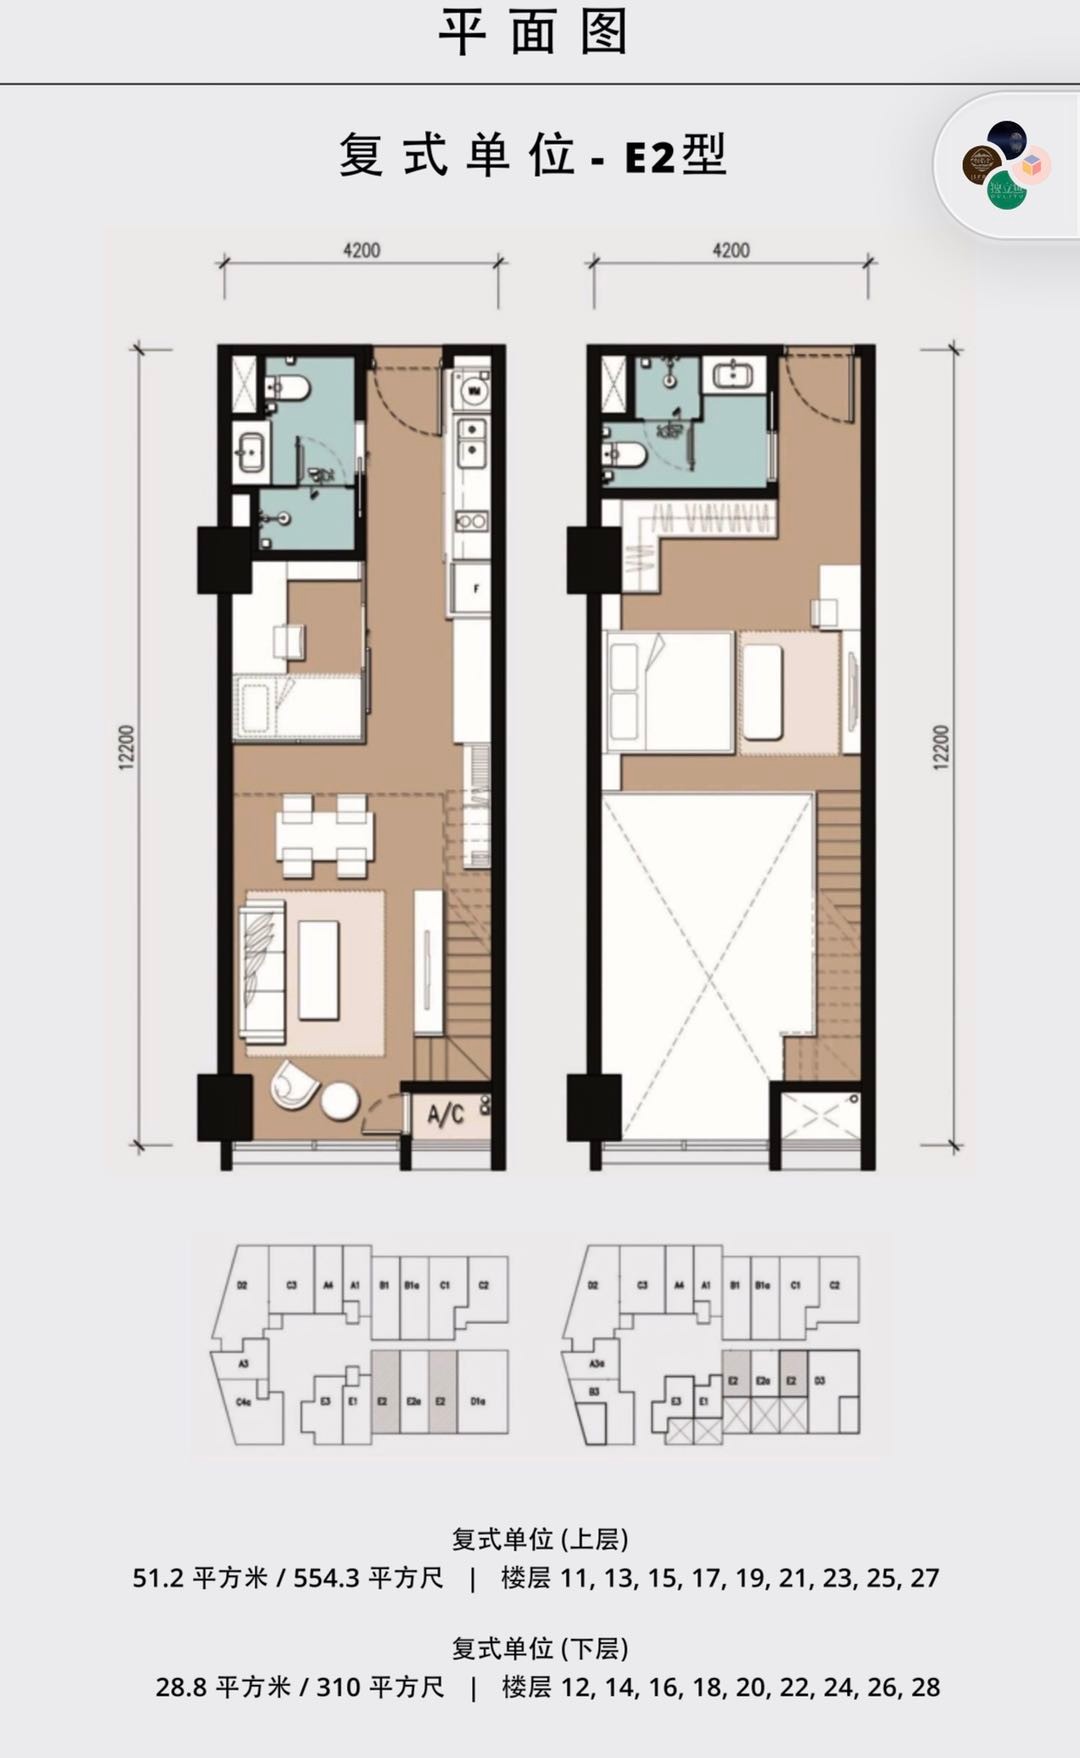 平面图
复式单位 - E2型
4200
4200
12200
12200
WM
F
A/C
D2 C3 A4 A1 B1 B1a C1 C2
A3
C4a E3 E1 E2 E2a E2 D1a
D2 C3 A4 A1 B1 B1a C1 C2
A3a
B3 E3 E1 E2 E2a E2 D3
复式单位 (上层)
51.2 平方米 / 554.3 平方尺 | 楼层 11, 13, 15, 17, 19, 21, 23, 25, 27
复式单位 (下层)
28.8 平方米 / 310 平方尺 | 楼层 12, 14, 16, 18, 20, 22, 24, 26, 28